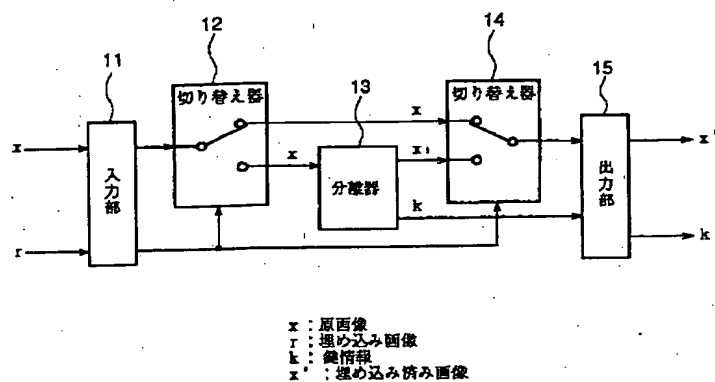 14
12
15
11
13
切り替え器
切り替え器
x
x
x
x
x'
分離器
x'
入力部
出力部
k
r
k
x:原画像
r:埋め込み画像
k:鍵情報
x':埋め込み済み画像